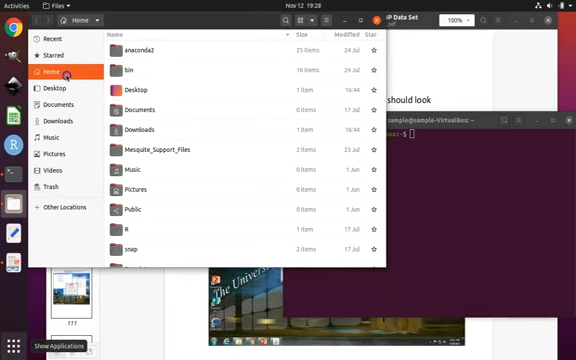 Activities Files Nov 12 19:28
Home P Data Set
.pdf
100%
Name Size Modified Star
Recent
Starred
Home
Desktop
Documents
Downloads
Music
Pictures
Videos
Trash
Other Locations
anaconda2 25 items 24 Jul
bin 16 items 24 Jul
Desktop 1 item 16:44
Documents 0 items 17 Jul
Downloads 1 item 16:44
Mesquite_Support_Files 2 items 23 Jul
Music 0 items 1 Jun
Pictures 0 items 1 Jun
Public 0 items 1 Jun
R 1 item 17 Jul
snap 2 items 17 Jul
should look
sample@sample-VirtualBox: ~
box:~$
The Univers
Show Applications